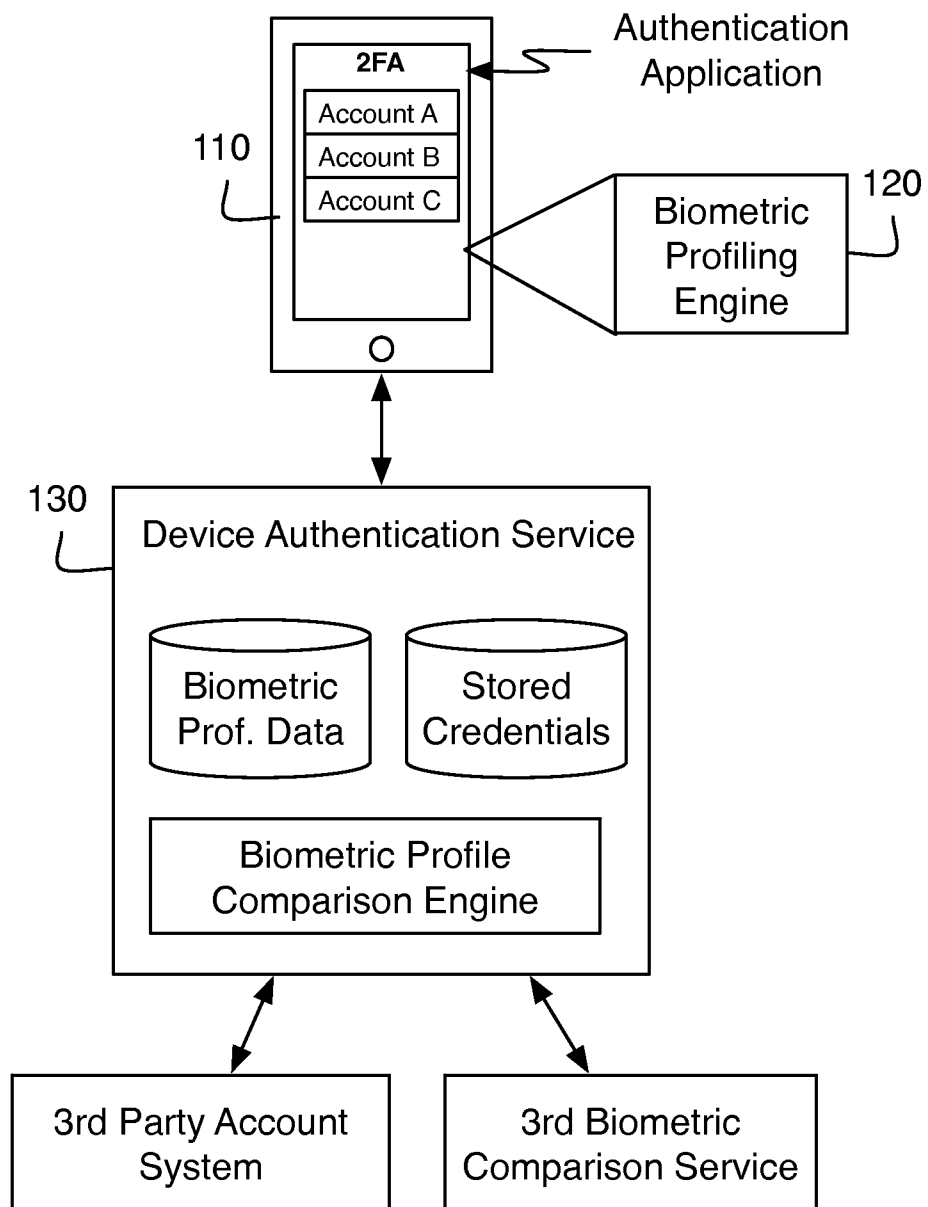 Authentication
Application
2FA
Account A
Account B
Account C
110
120
Biometric
Profiling
Engine
130
Device Authentication Service
Biometric
Prof. Data
Stored
Credentials
Biometric Profile
Comparison Engine
3rd Party Account
System
3rd Biometric
Comparison Service